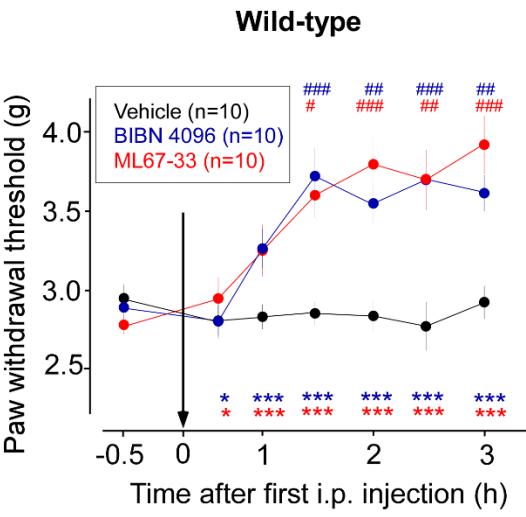 Wild-type
### ## ### ##
# ### ## ###
Vehicle (n=10)
BIBN 4096 (n=10)
ML67-33 (n=10)
Paw withdrawal threshold (g)
4.0
3.5
3.0
2.5
* *** *** *** *** ***
* *** *** *** *** ***
-0.5 0 1 2 3
Time after first i.p. injection (h)